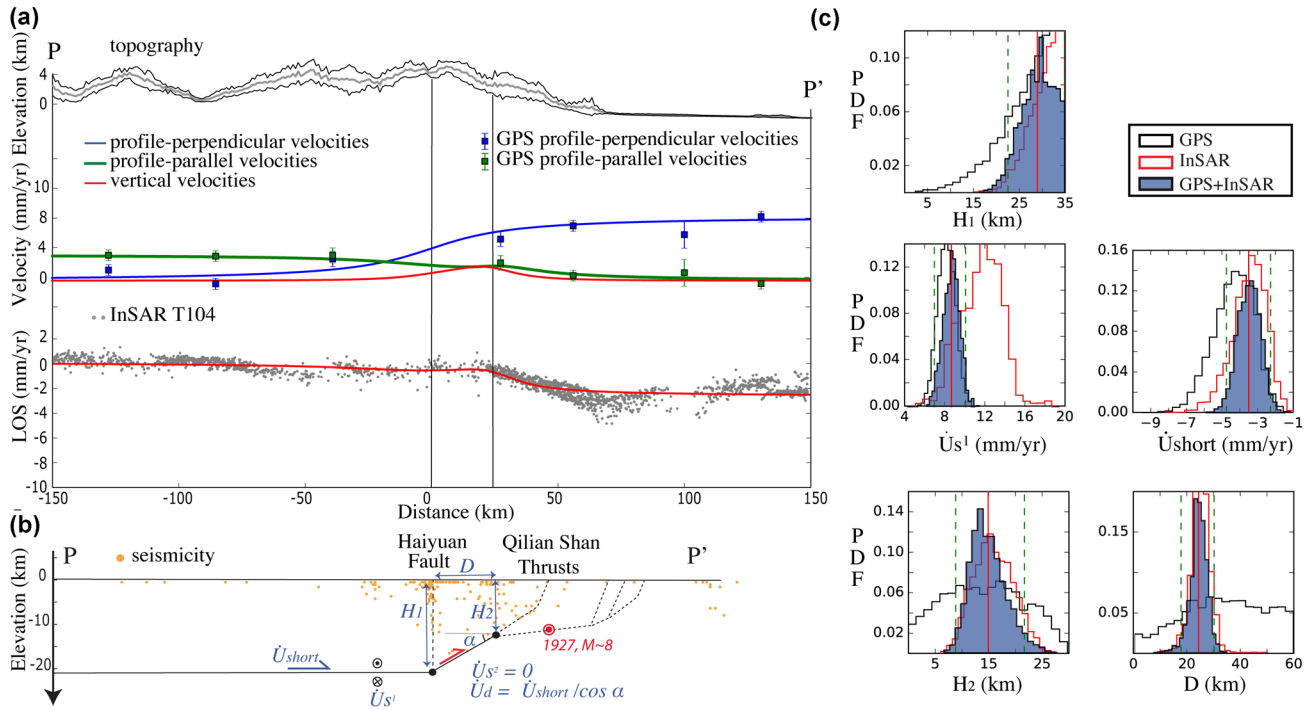 (a)
P
topography
P'
Elevation (km)
4
0
profile-perpendicular velocities
profile-parallel velocities
vertical velocities
GPS profile-perpendicular velocities
GPS profile-parallel velocities
Velocity (mm/yr)
10
8
4
0
InSAR T104
LOS (mm/yr)
2
0
-2
-4
-6
-8
-10
-150
-100
-50
0
50
100
150
Distance (km)
(b)
P
seismicity
Haiyuan
Fault
Qilian Shan
Thrusts
P'
Elevation (km)
0
-10
-20
D
H1
H2
α
1927, M~8
U̇short
U̇s¹
U̇s² = 0
U̇d = U̇short /cos α
(c)
PDF
0.10
0.06
0.02
5
15
25
35
H1 (km)
GPS
InSAR
GPS+InSAR
PDF
0.12
0.08
0.04
0.00
4
8
12
16
20
U̇s¹ (mm/yr)
0.16
0.12
0.08
0.04
0.00
−9
−7
−5
−3
−1
U̇short (mm/yr)
PDF
0.14
0.10
0.06
0.02
5
15
25
H2 (km)
0.15
0.10
0.05
0
20
40
60
D (km)